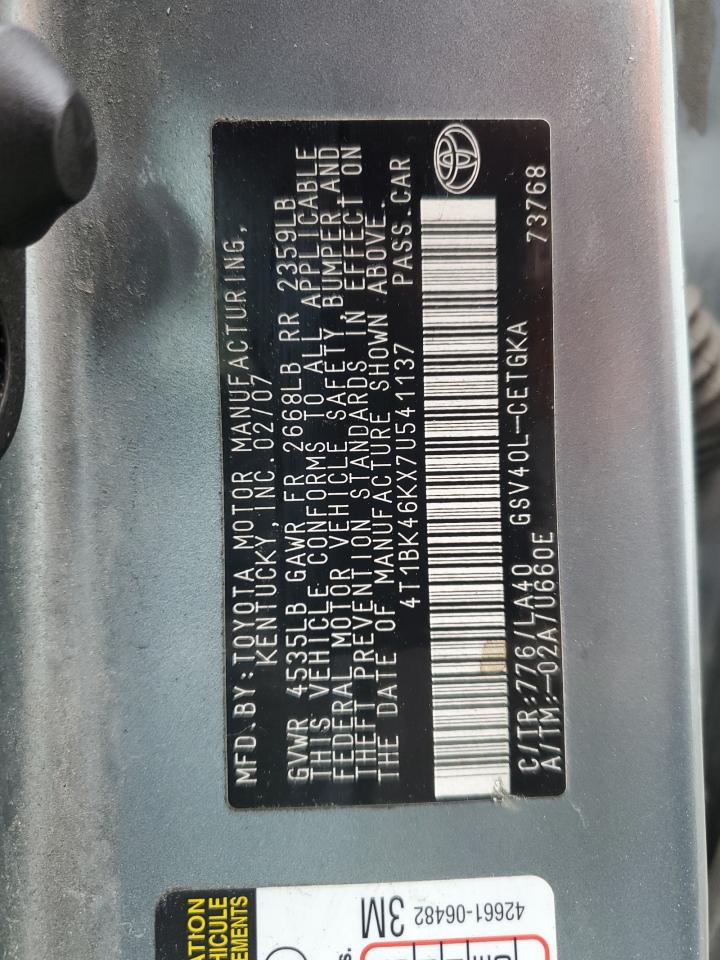 MFD.BY:TOYOTA MOTOR MANUFACTURING,
KENTUCKY,INC.02/07
GVWR 4535LB GAWR FR 2668LB RR 2359LB
THIS VEHICLE CONFORMS TO ALL APPLICABLE
FEDERAL MOTOR VEHICLE SAFETY, BUMPER AND
THEFT PREVENTION STANDARDS IN EFFECT ON
THE DATE OF MANUFACTURE SHOWN ABOVE.
4T1BK46KX7U541137 PASS.CAR
C/TR:776/LA40 GSV40L-CETGKA 73768
A/TM:-02A/U660E
VEHICULE
3M
42661-06482